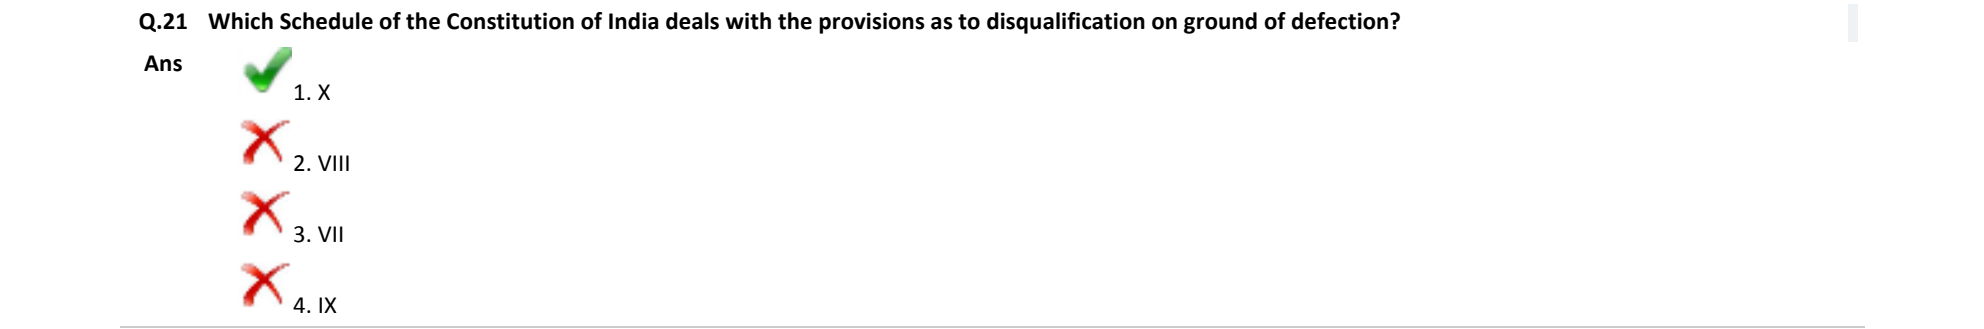 Q.21 Which Schedule of the Constitution of India deals with the provisions as to disqualification on ground of defection?
Ans
1. X
2. VIII
3. VII
4. IX